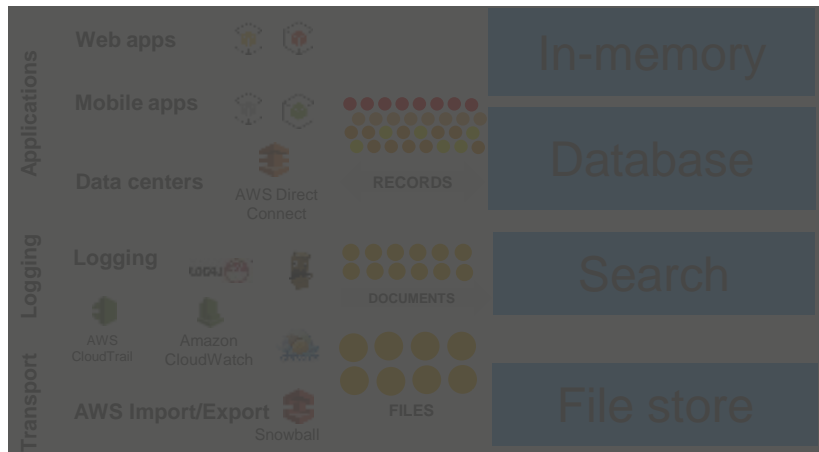 Applications
Web apps
Mobile apps
Data centers
AWS Direct
Connect
RECORDS
In-memory
Database
Logging
Logging
AWS
CloudTrail
Amazon
CloudWatch
DOCUMENTS
Search
Transport
AWS Import/Export
Snowball
FILES
File store